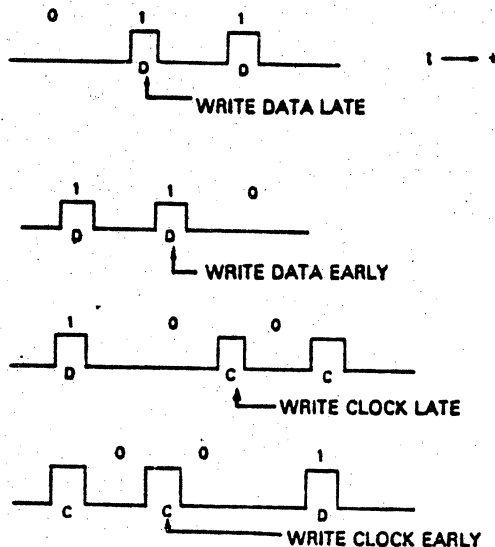 0 1 1
D D
t → +
WRITE DATA LATE
1 1 0
D D
WRITE DATA EARLY
1 0 0
D C C
WRITE CLOCK LATE
0 0 1
C C D
WRITE CLOCK EARLY